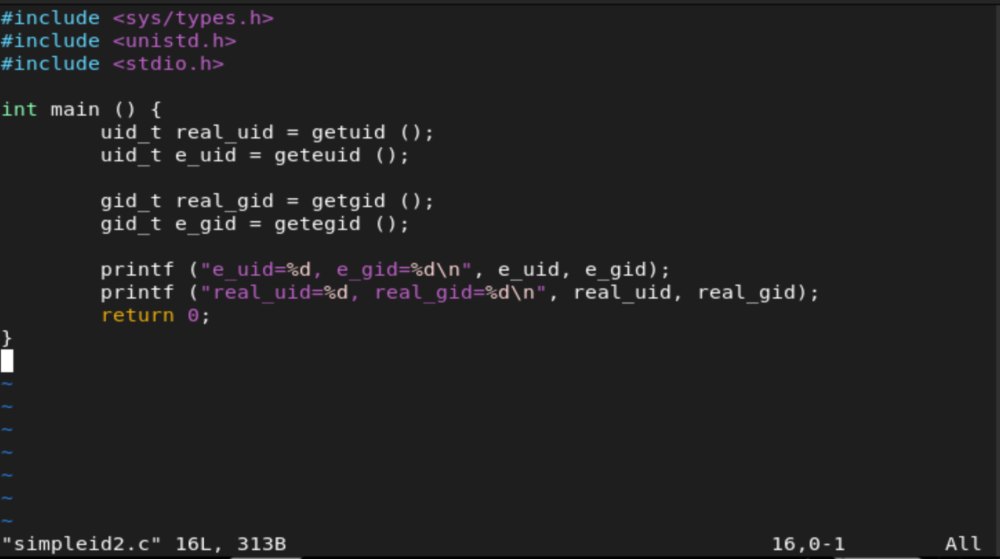 #include <sys/types.h>
#include <unistd.h>
#include <stdio.h>

int main () {
        uid_t real_uid = getuid ();
        uid_t e_uid = geteuid ();

        gid_t real_gid = getgid ();
        gid_t e_gid = getegid ();

        printf ("e_uid=%d, e_gid=%d\n", e_uid, e_gid);
        printf ("real_uid=%d, real_gid=%d\n", real_uid, real_gid);
        return 0;
}

~
~
~
~
~
~
~
"simpleid2.c" 16L, 313B 16,0-1 All